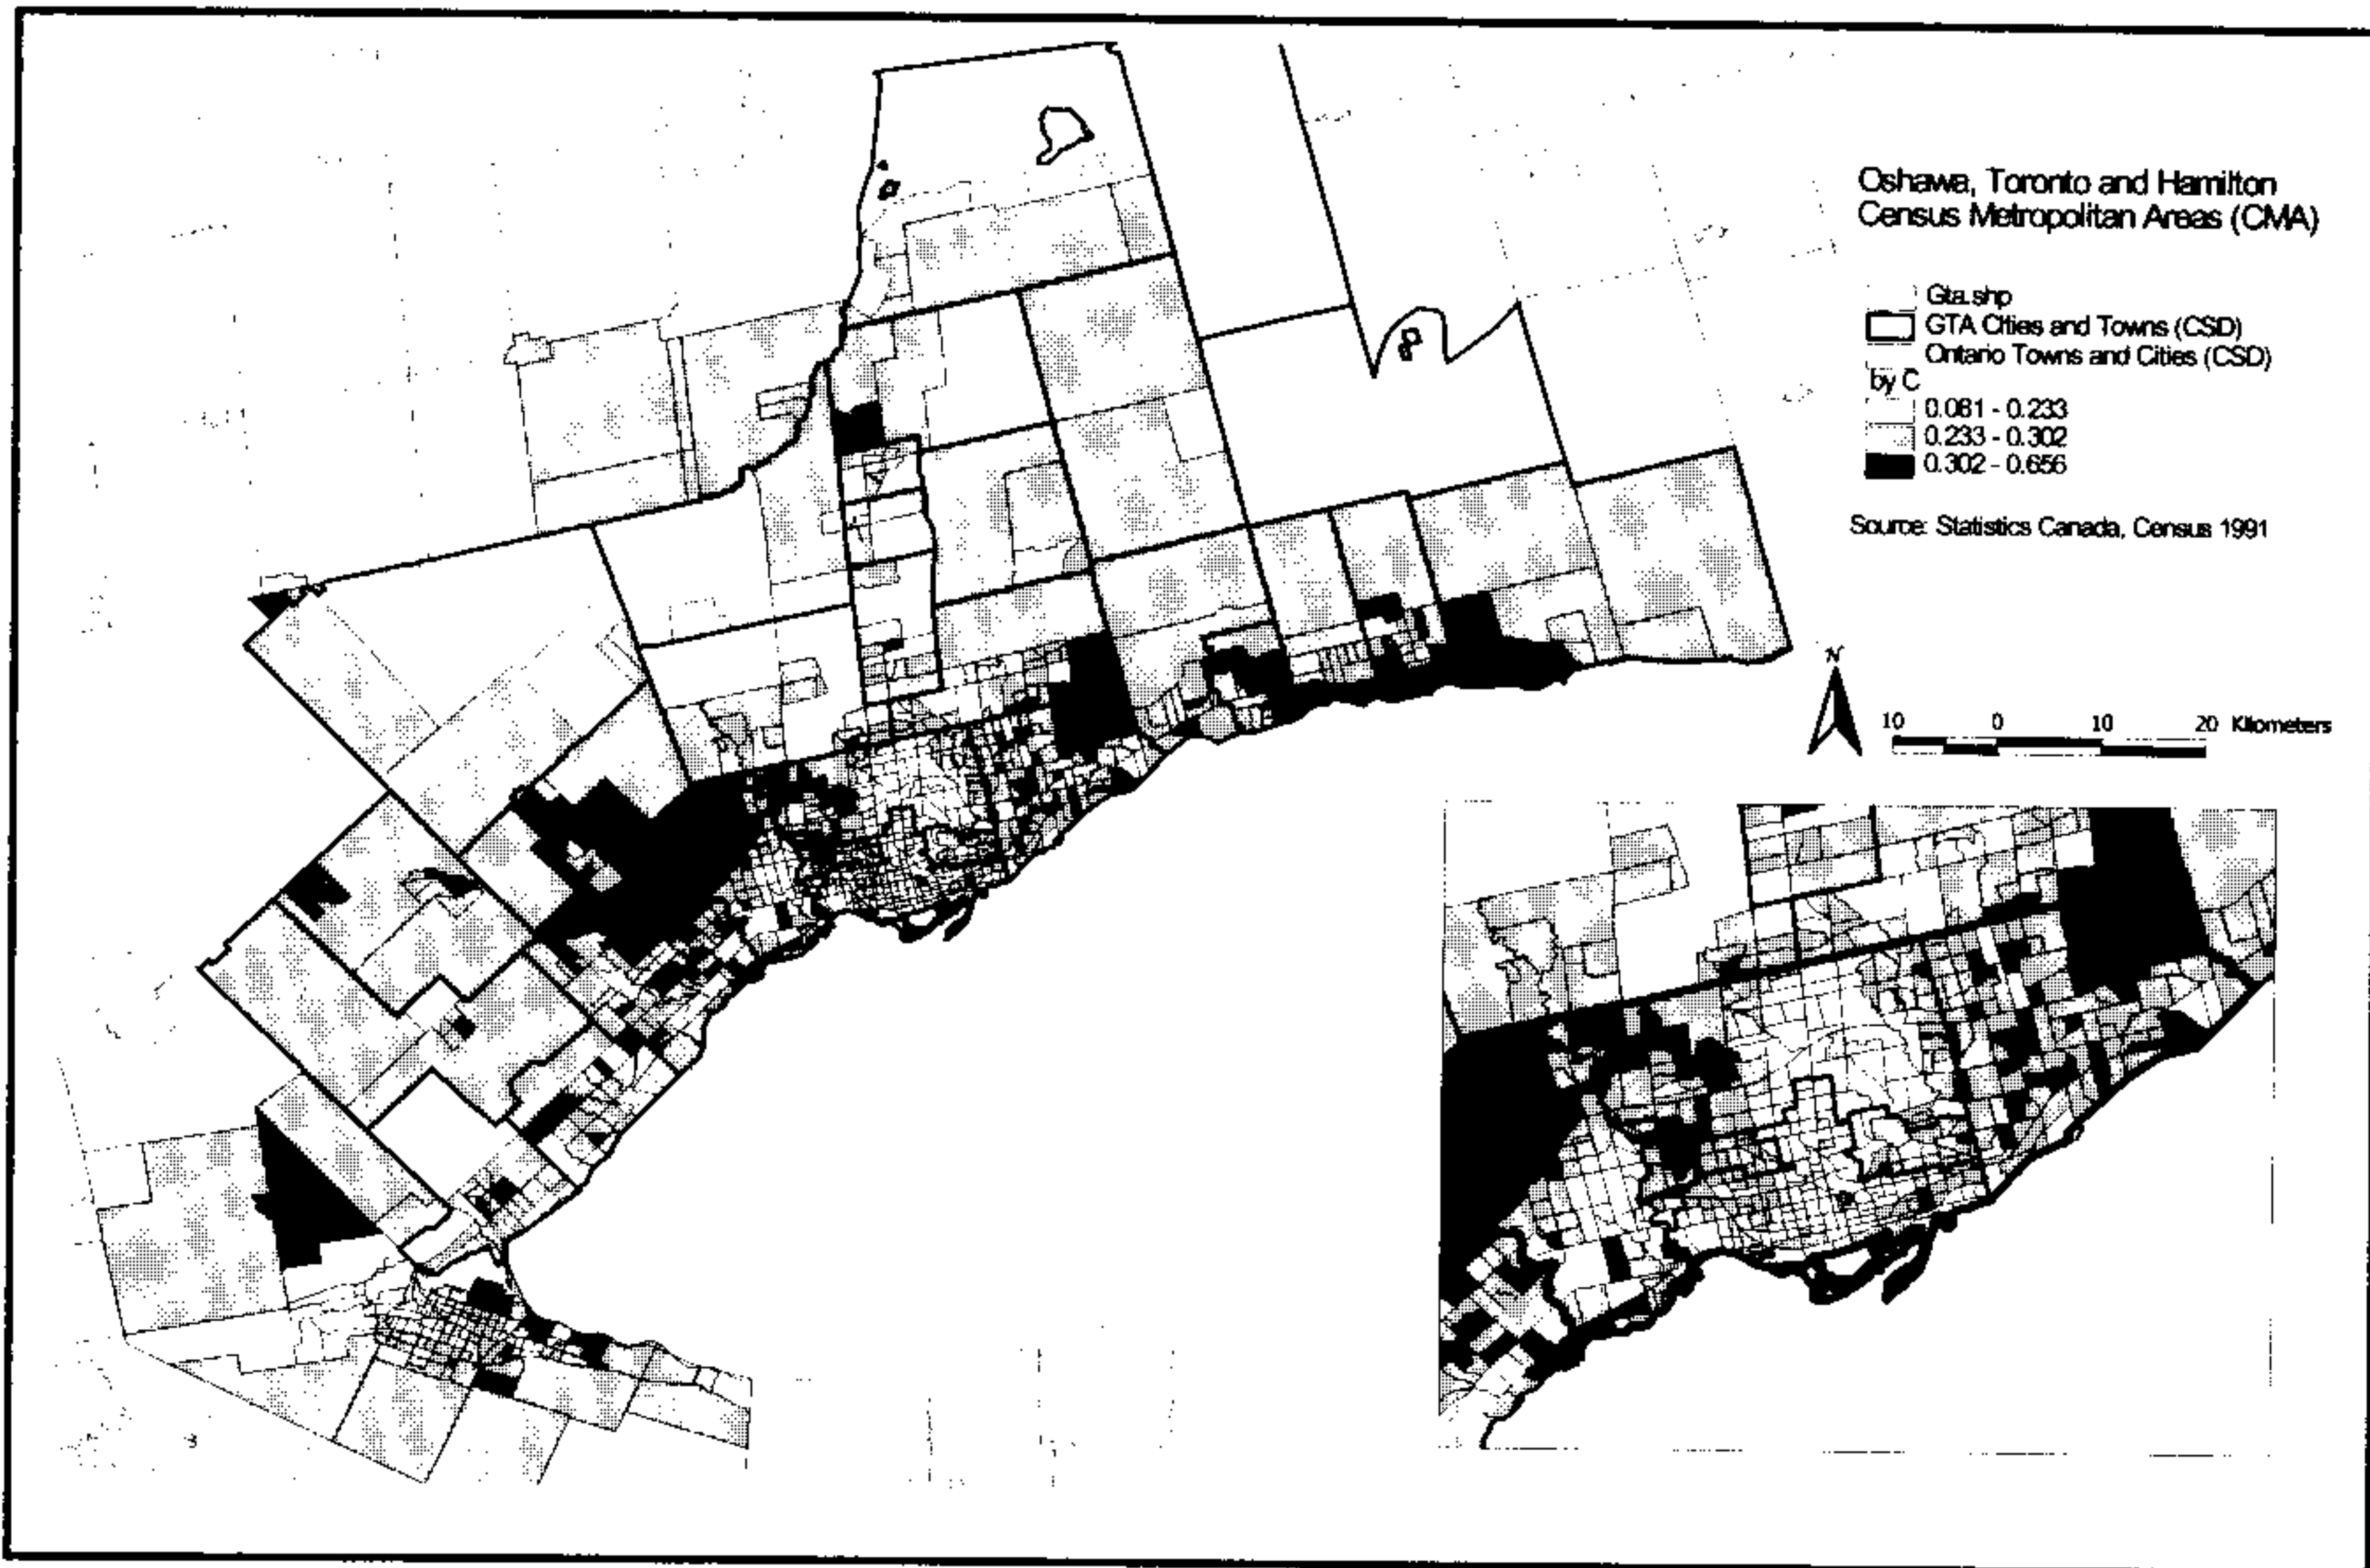 Oshawa, Toronto and Hamilton
Census Metropolitan Areas (CMA)
Gta.shp
GTA Cities and Towns (CSD)
Ontario Towns and Cities (CSD)
by C
0.081 - 0.233
0.233 - 0.302
0.302 - 0.656
Source: Statistics Canada, Census 1991
N
10 0 10 20 Kilometers